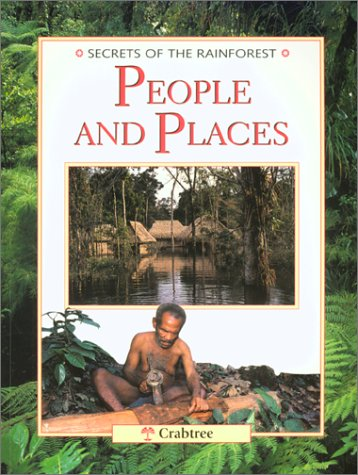 SECRETS OF THE RAINFOREST
PEOPLE
AND PLACES
Crabtree